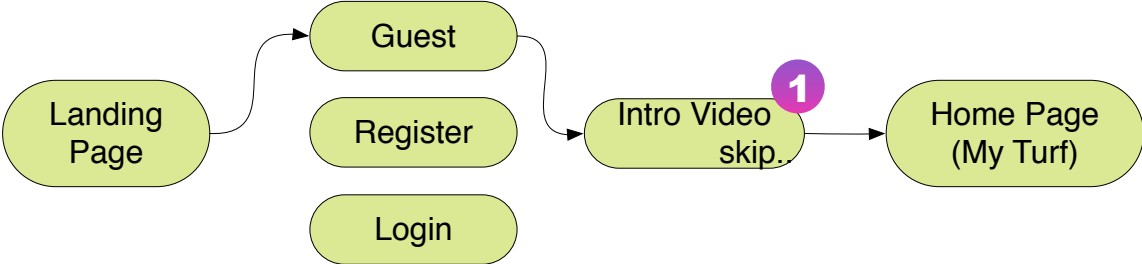 Landing
Page
Guest
Register
Login
Intro Video
skip..
1
Home Page
(My Turf)